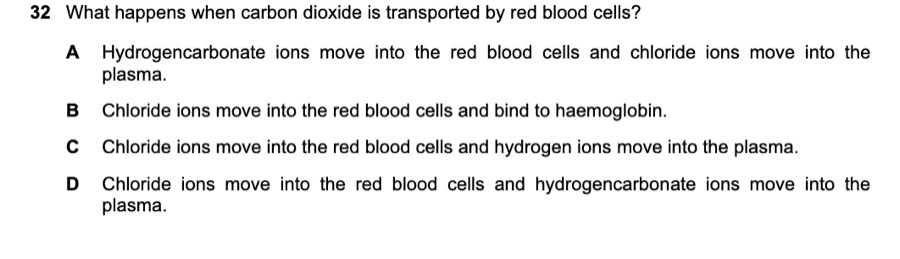 32 What happens when carbon dioxide is transported by red blood cells?
A Hydrogencarbonate ions move into the red blood cells and chloride ions move into the
plasma.
B Chloride ions move into the red blood cells and bind to haemoglobin.
C Chloride ions move into the red blood cells and hydrogen ions move into the plasma.
D Chloride ions move into the red blood cells and hydrogencarbonate ions move into the
plasma.